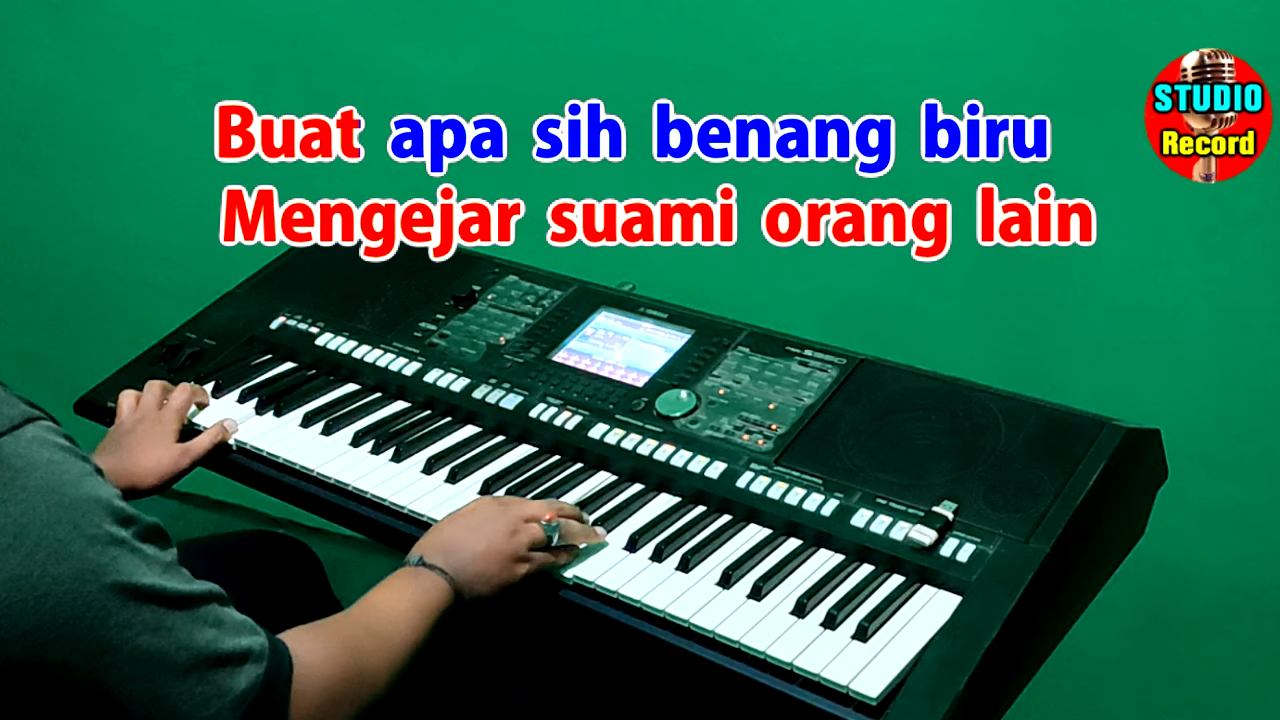 Buat apa sih benang biru
Mengejar suami orang lain
STUDIO
Record